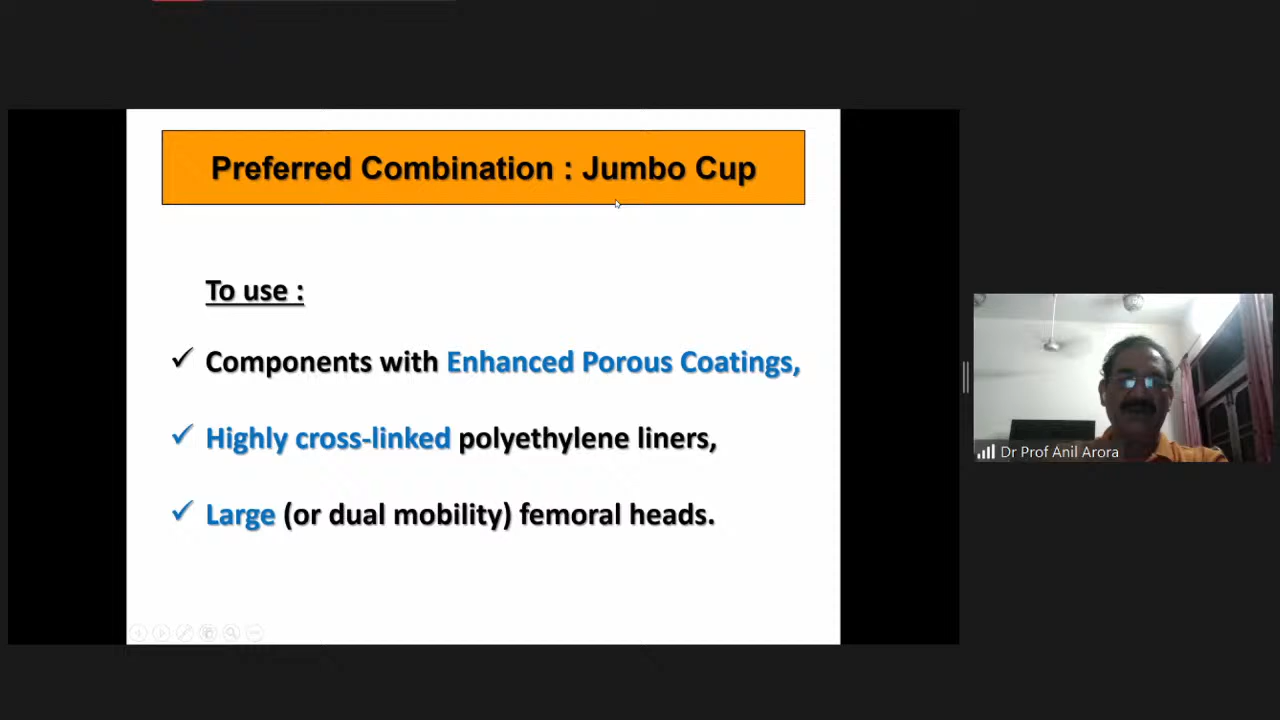 Preferred Combination : Jumbo Cup
To use :
✓ Components with Enhanced Porous Coatings,
✓ Highly cross-linked polyethylene liners,
✓ Large (or dual mobility) femoral heads.
Dr Prof Anil Arora